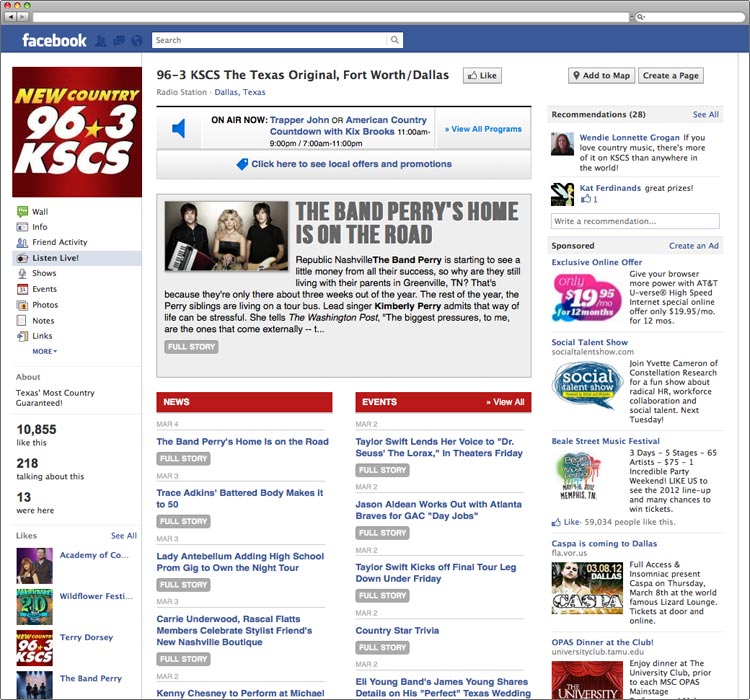 facebook
Search
NEW COUNTRY
96★3
KSCS
96-3 KSCS The Texas Original, Fort Worth/Dallas
Like
Add to Map
Create a Page
Radio Station · Dallas, Texas
ON AIR NOW: Trapper John OR American Country
Countdown with Kix Brooks 11:00am-
9:00pm / 7:00am-11:00pm
» View All Programs
Click here to see local offers and promotions
Wall
Info
Friend Activity
Listen Live!
Shows
Events
31
Photos
Notes
Links
MORE
About
Texas' Most Country
Guaranteed!
10,855
like this
218
talking about this
13
were here
Likes
See All
Academy of Co...
Wildflower Festi...
Terry Dorsey
NEW COUNTRY
96★3
KSCS
The Band Perry
THE BAND PERRY'S HOME
IS ON THE ROAD
Republic NashvilleThe Band Perry is starting to see a
little money from all their success, so why are they still
living with their parents in Greenville, TN? That's
because they're only there about three weeks out of the year. The rest of the year, the
Perry siblings are living on a tour bus. Lead singer Kimberly Perry admits that way of
life can be stressful. She tells The Washington Post, "The biggest pressures, to me,
are the ones that come externally -- t...
FULL STORY
NEWS
MAR 4
The Band Perry's Home Is on the Road
FULL STORY
MAR 3
Trace Adkins' Battered Body Makes it
to 50
FULL STORY
MAR 3
Lady Antebellum Adding High School
Prom Gig to Own the Night Tour
FULL STORY
MAR 3
Carrie Underwood, Rascal Flatts
Members Celebrate Stylist Friend's
New Nashville Boutique
FULL STORY
MAR 2
Kenny Chesney to Perform at Michael
EVENTS
» View All
MAR 2
Taylor Swift Lends Her Voice to "Dr.
Seuss' The Lorax," In Theaters Friday
FULL STORY
MAR 2
Jason Aldean Works Out with Atlanta
Braves for GAC "Day Jobs"
FULL STORY
MAR 2
Taylor Swift Kicks off Final Tour Leg
Down Under Friday
FULL STORY
MAR 2
Country Star Trivia
FULL STORY
MAR 2
Eli Young Band's James Young Shares
Details on His "Perfect" Texas Wedding
Recommendations (28)
See All
Wendie Lonnette Grogan If you
love country music, there's more
of it on KSCS than anywhere in
the world!
Kat Ferdinands great prizes!
1
Write a recommendation...
Sponsored
Create an Ad
Exclusive Online Offer
only
$19.95
/mo
for 12 months
Give your browser
more power with AT&T
U-verse® High Speed
Internet special online
offer only $19.95/mo.
for 12 mos.
Social Talent Show
socialtalentshow.com
social
talent show
Join Yvette Cameron of
Constellation Research
for a fun show about
radical HR, workforce
collaboration and
social talent. Next
Tuesday!
Beale Street Music Festival
Beale
Street
Music
Festival
MAY 4-6, 2012
MEMPHIS, TN.
3 Days - 5 Stages - 65
Artists - $75 - 1
Incredible Party
Weekend! LIKE US to
see the 2012 line-up
and many chances to
win tickets.
Like · 59,034 people like this.
Caspa is coming to Dallas
fla.vor.us
03.08.12
DALLAS
CASPA
Full Access &
Insomniac present
Caspa on Thursday,
March 8th at the world
famous Lizard Lounge.
Tickets at door and
online.
OPAS Dinner at the Club!
universityclub.tamu.edu
THE
UNIVERSITY
Enjoy dinner at The
University Club, prior
to each MSC OPAS
Mainstage